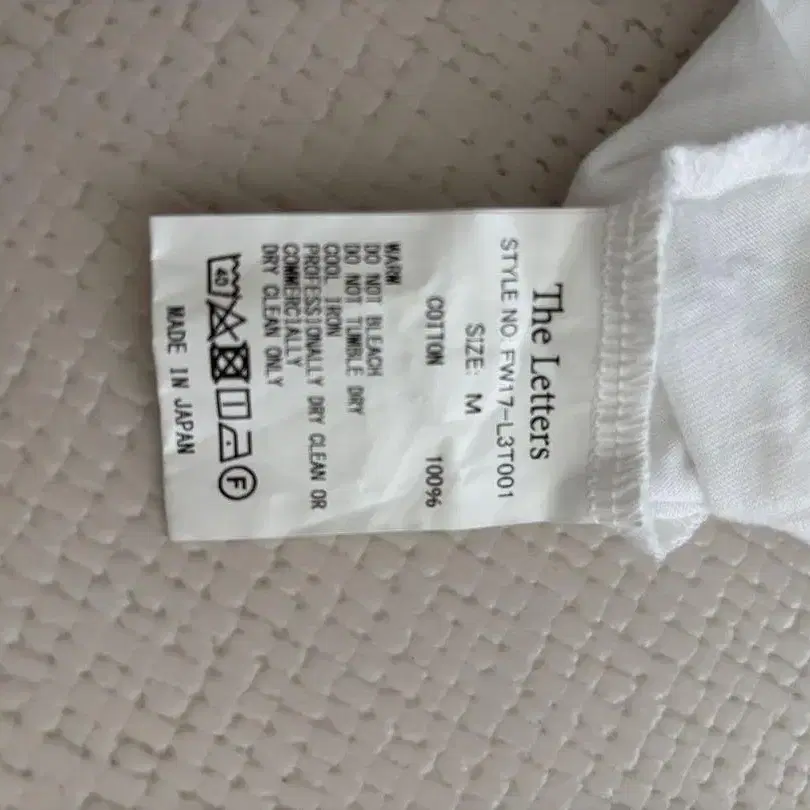 The Letters
STYLE NO: FW17-L3T001
SIZE: M
COTTON 100%
WARM
DO NOT BLEACH
DO NOT TUMBLE DRY
COOL IRON
PROFESSIONALLY DRY CLEAN OR
COMMERCIALLY
DRY CLEAN ONLY
40 F
MADE IN JAPAN